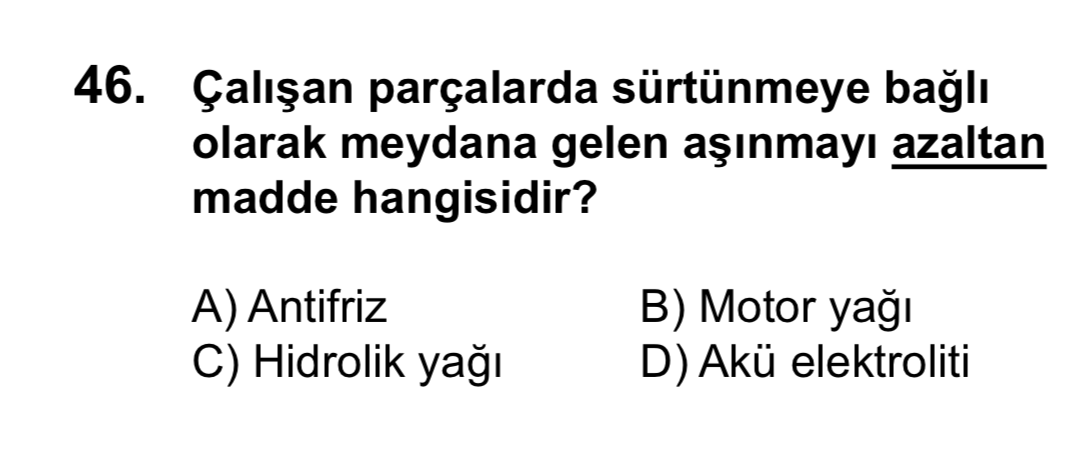 46. Çalışan parçalarda sürtünmeye bağlı
olarak meydana gelen aşınmayı azaltan
madde hangisidir?
A) Antifriz B) Motor yağı
C) Hidrolik yağı D) Akü elektroliti